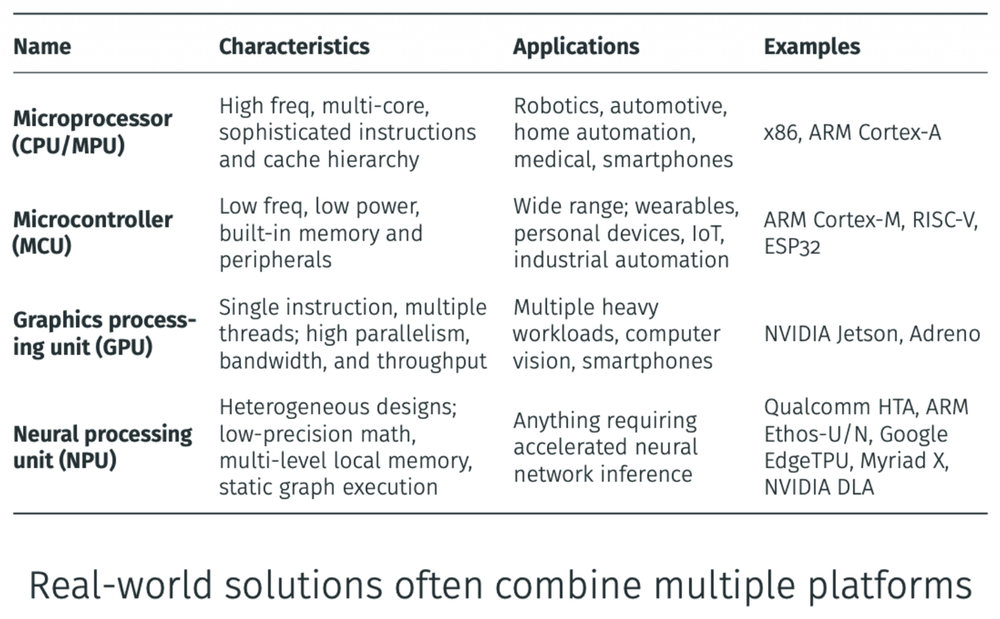 Name Characteristics Applications Examples
Microprocessor
(CPU/MPU)
High freq, multi-core,
sophisticated instructions
and cache hierarchy
Robotics, automotive,
home automation,
medical, smartphones
x86, ARM Cortex-A
Microcontroller
(MCU)
Low freq, low power,
built-in memory and
peripherals
Wide range; wearables,
personal devices, IoT,
industrial automation
ARM Cortex-M, RISC-V,
ESP32
Graphics process-
ing unit (GPU)
Single instruction, multiple
threads; high parallelism,
bandwidth, and throughput
Multiple heavy
workloads, computer
vision, smartphones
NVIDIA Jetson, Adreno
Neural processing
unit (NPU)
Heterogeneous designs;
low-precision math,
multi-level local memory,
static graph execution
Anything requiring
accelerated neural
network inference
Qualcomm HTA, ARM
Ethos-U/N, Google
EdgeTPU, Myriad X,
NVIDIA DLA
Real-world solutions often combine multiple platforms